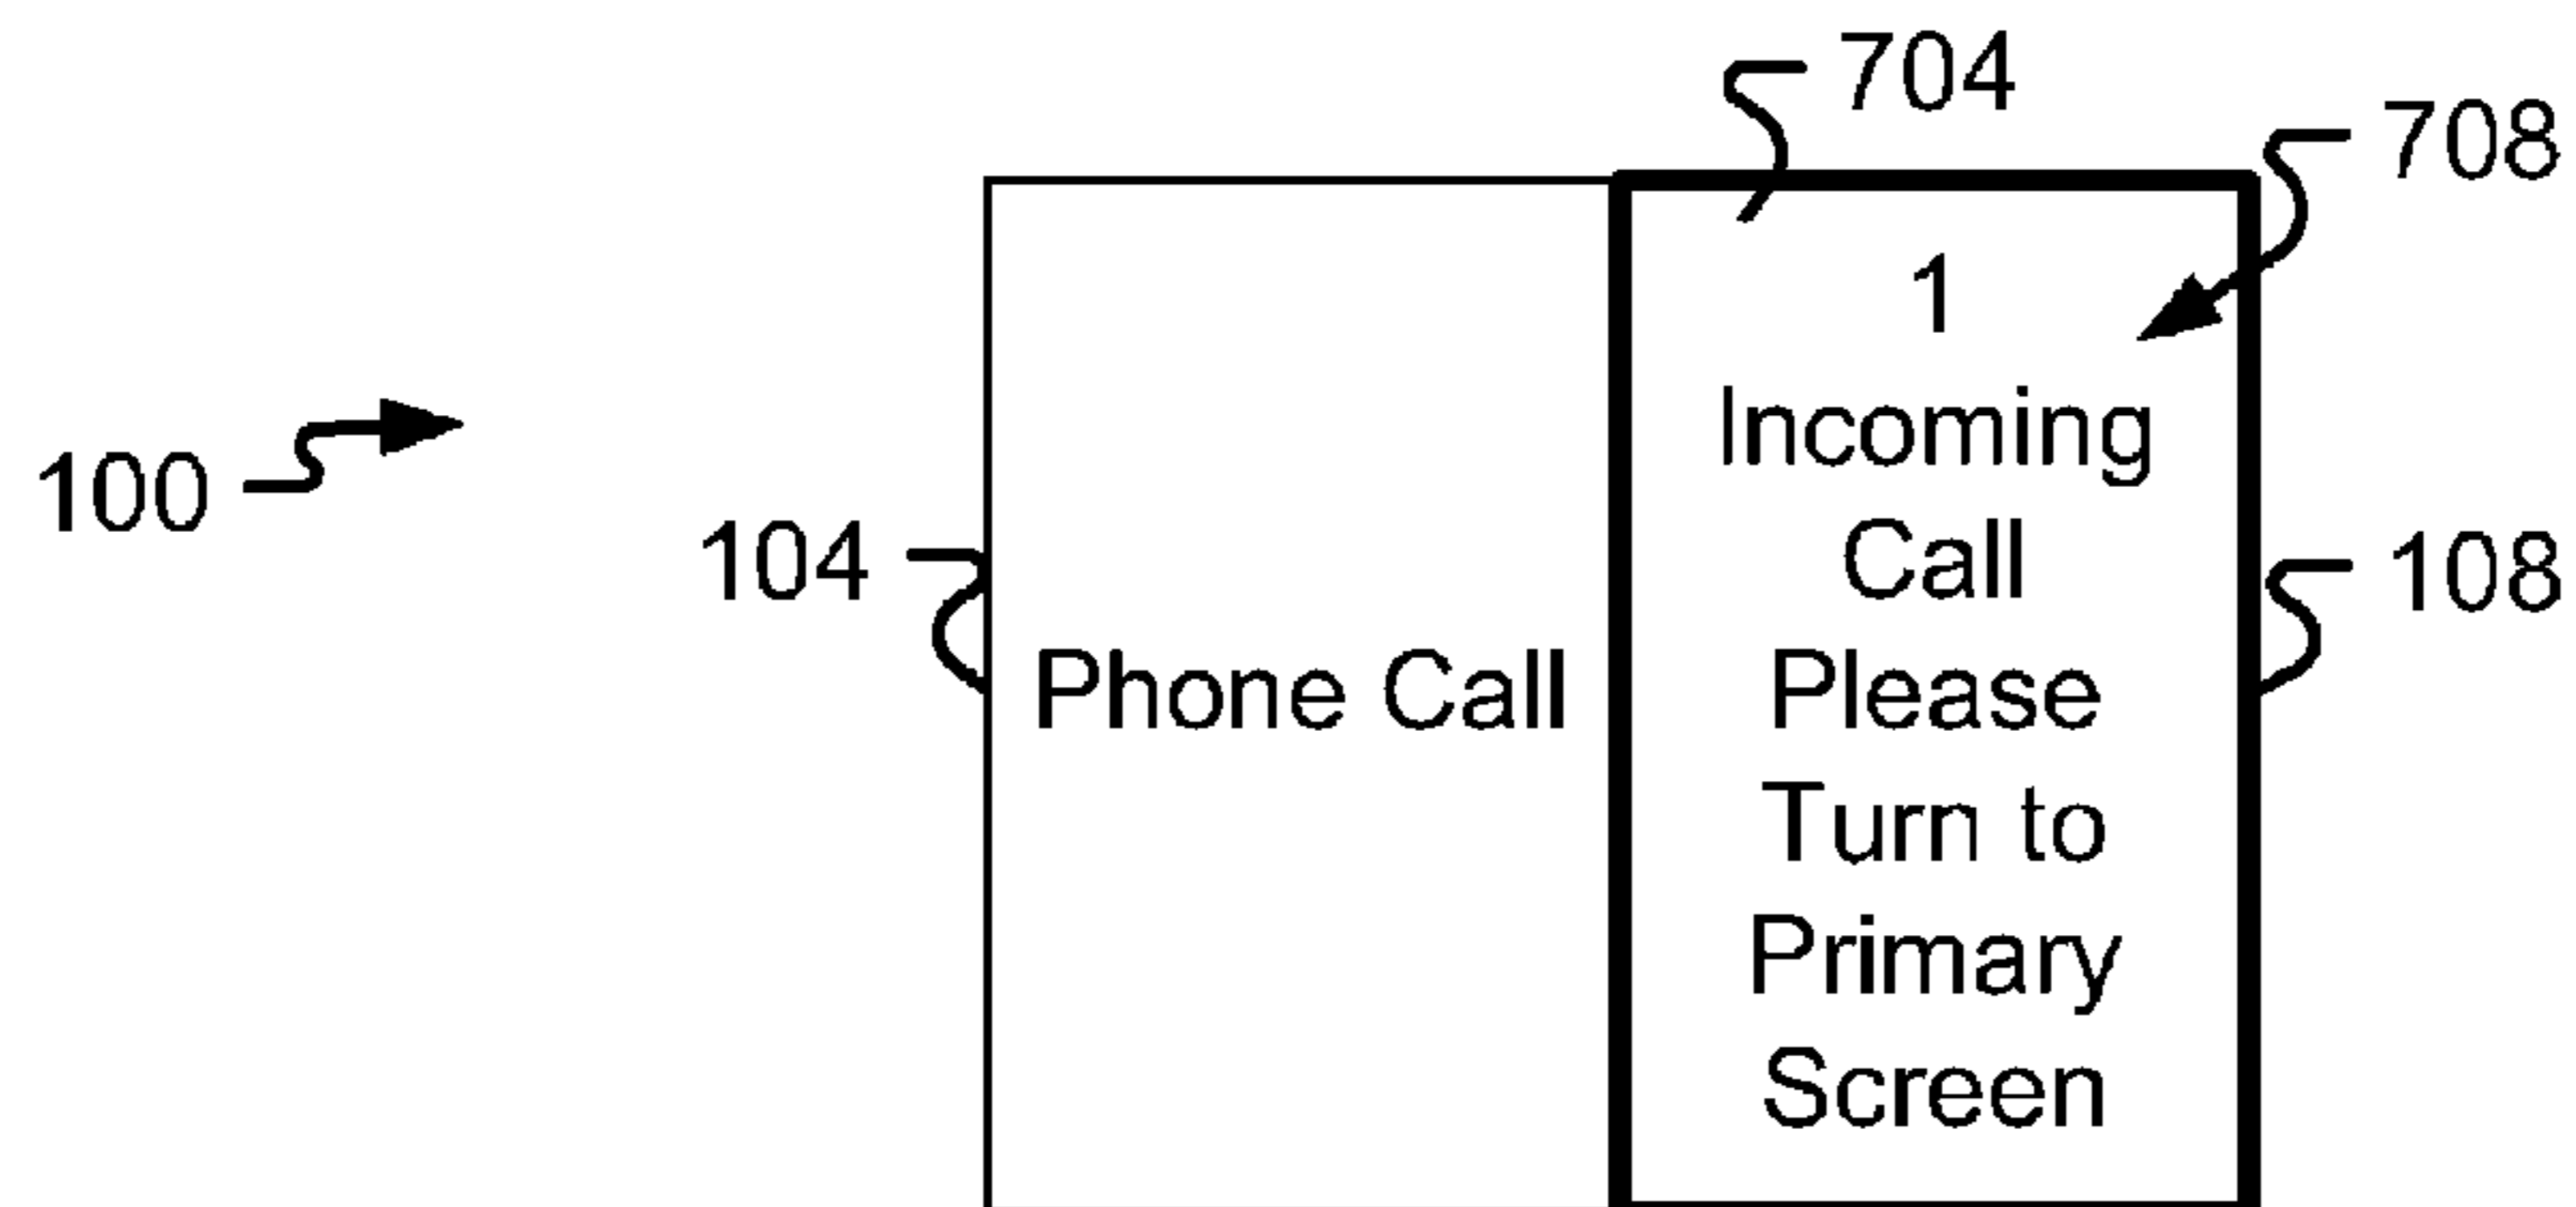 704
708
1
Incoming
Call
100
104
108
Phone Call
Please
Turn to
Primary
Screen